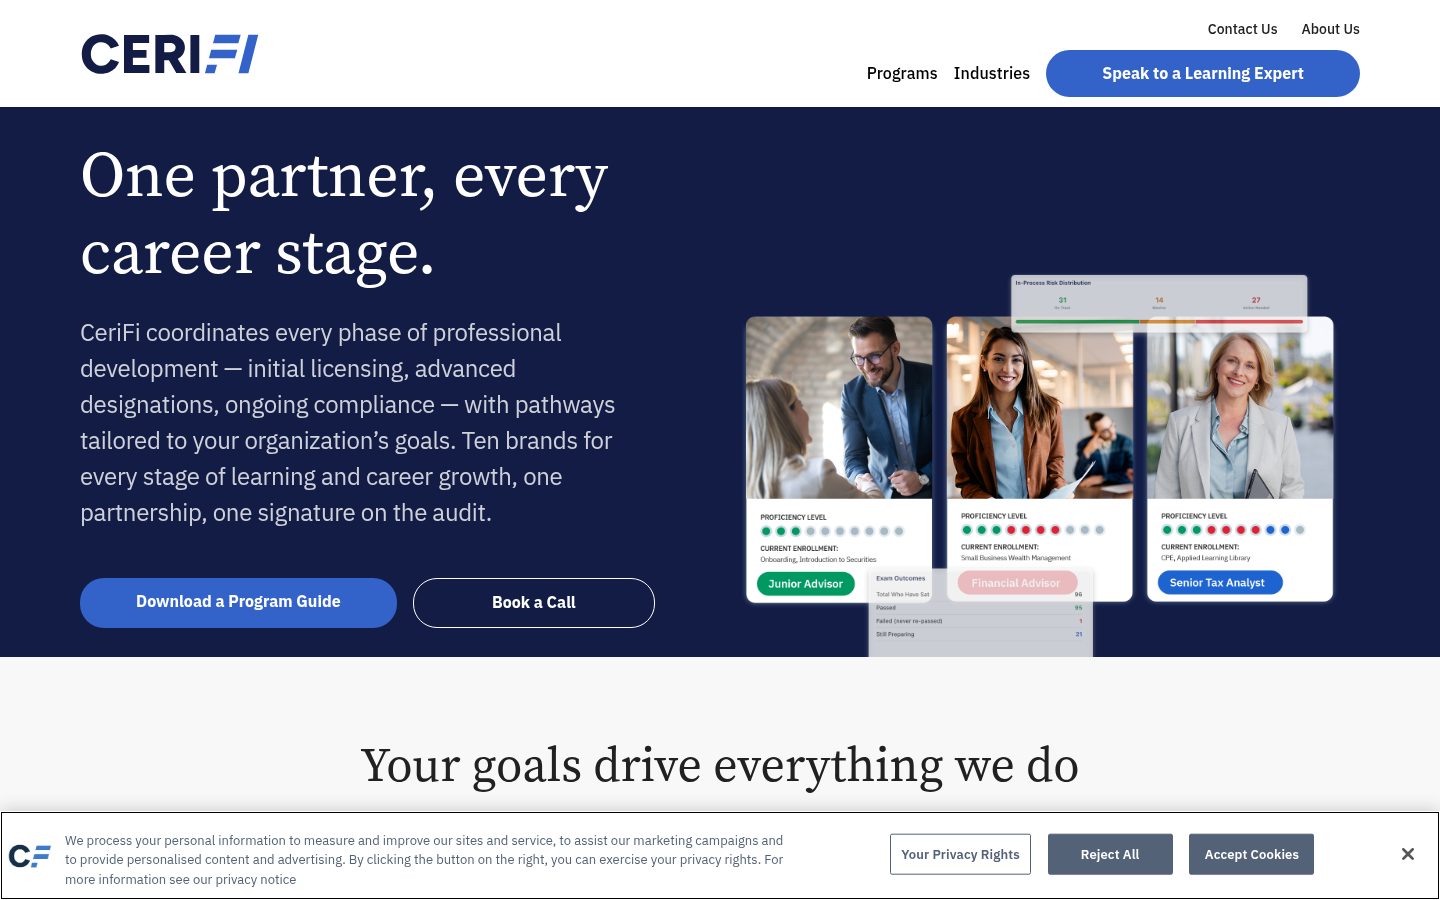 CERIFI
Contact Us
About Us
Programs
Industries
Speak to a Learning Expert
One partner, every
career stage.
CeriFi coordinates every phase of professional
development — initial licensing, advanced
designations, ongoing compliance — with pathways
tailored to your organization’s goals. Ten brands for
every stage of learning and career growth, one
partnership, one signature on the audit.
Download a Program Guide
Book a Call
In-Process Risk Distribution
31
14
27
PROFICIENCY LEVEL
CURRENT ENROLLMENT:
Onboarding, Introduction to Securities
Junior Advisor
PROFICIENCY LEVEL
CURRENT ENROLLMENT:
Small Business Wealth Management
Financial Advisor
PROFICIENCY LEVEL
CURRENT ENROLLMENT:
CPE, Applied Learning Library
Senior Tax Analyst
Exam Outcomes
Total Who Have Sat 96
Passed 95
Failed (never re-passed) 1
Still Preparing 21
Your goals drive everything we do
CF
We process your personal information to measure and improve our sites and service, to assist our marketing campaigns and
to provide personalised content and advertising. By clicking the button on the right, you can exercise your privacy rights. For
more information see our privacy notice
Your Privacy Rights
Reject All
Accept Cookies